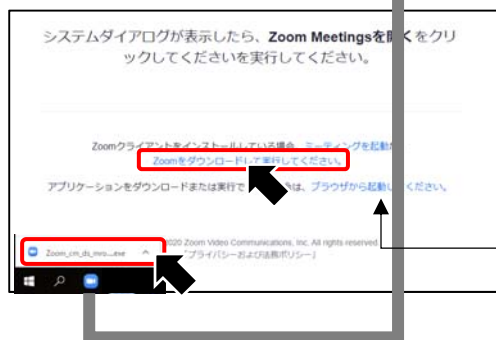 システムダイアログが表示したら、Zoom Meetingsを開くをクリ
ックしてくださいを実行してください。
Zoomクライアントをインストールしている場合、ミーティングを起動
Zoomをダウンロードして実行してください。
アプリケーションをダウンロードまたは実行で は、ブラウザから起動 ください。
2020 Zoom Video Communications, Inc. All rights reserved
「プライバシーおよび法務ポリシー」
Zoom_cm_ds_mro....exe